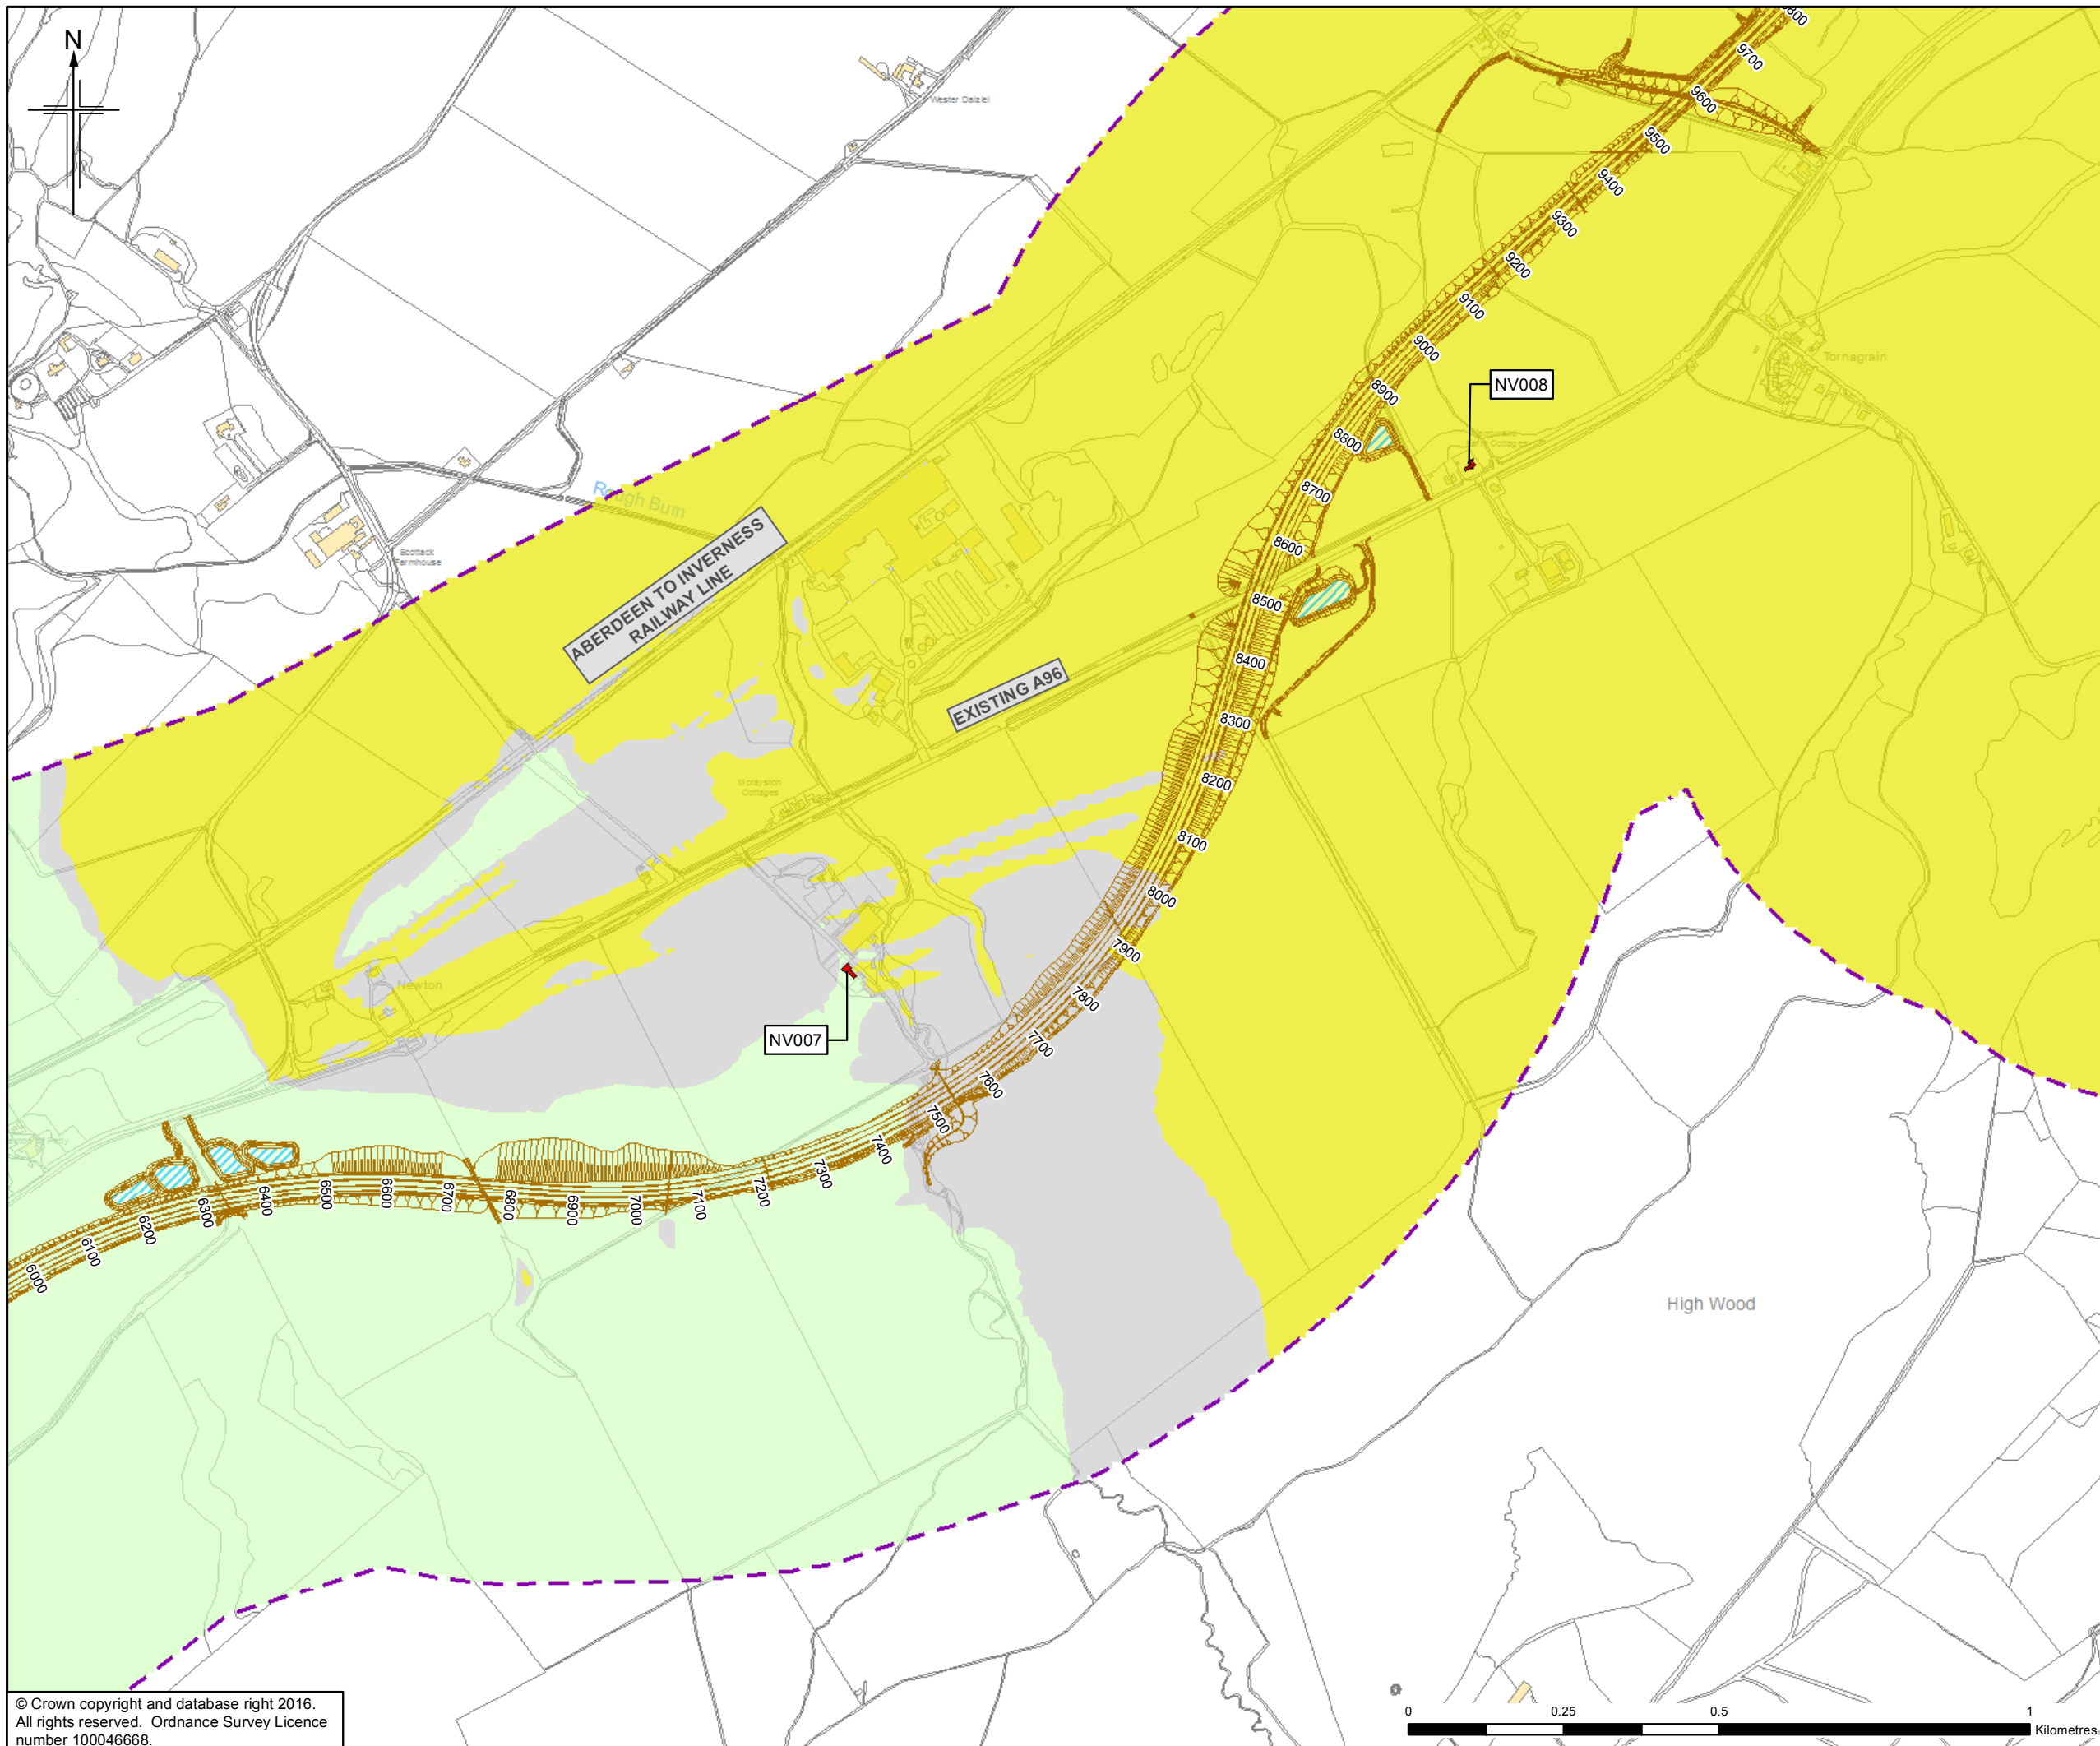 N
Wester Dalziel
Tornagrain
NV008
Rough Burn
Scottack
Farmhouse
ABERDEEN TO INVERNESS
RAILWAY LINE
EXISTING A96
Morayston
Cottages
Newton
NV007
High Wood
6000
6100
6200
6300
6400
6500
6600
6700
6800
6900
7000
7100
7200
7300
7400
7500
7600
7700
7800
7900
8000
8100
8200
8300
8400
8500
8600
8700
8800
8900
9000
9100
9200
9300
9400
9500
9600
9700
© Crown copyright and database right 2016.
All rights reserved. Ordnance Survey Licence
number 100046668.
0 0.25 0.5 1
Kilometres